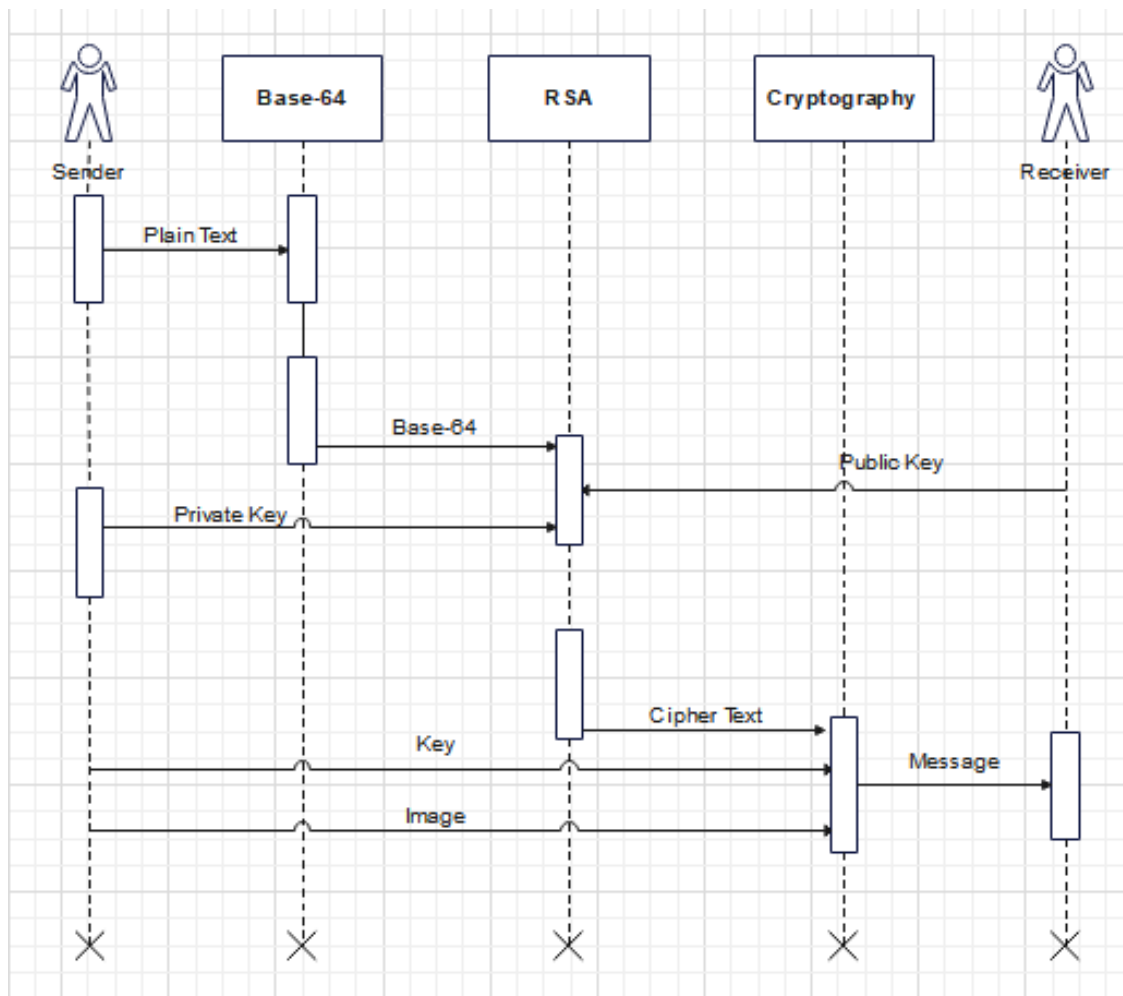 Base-64
RSA
Cryptography
Sender
Receiver
Plain Text
Base-64
Public Key
Private Key
Cipher Text
Key
Message
Image